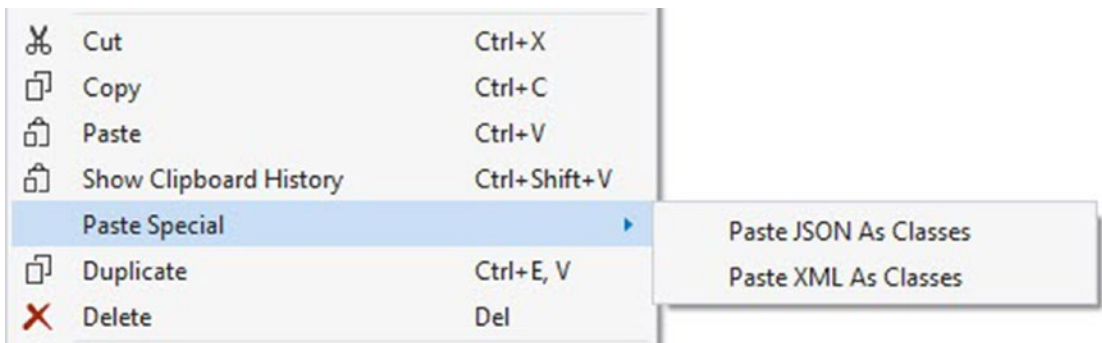 Cut Ctrl+X
Copy Ctrl+C
Paste Ctrl+V
Show Clipboard History Ctrl+Shift+V
Paste Special
Paste JSON As Classes
Paste XML As Classes
Duplicate Ctrl+E, V
Delete Del